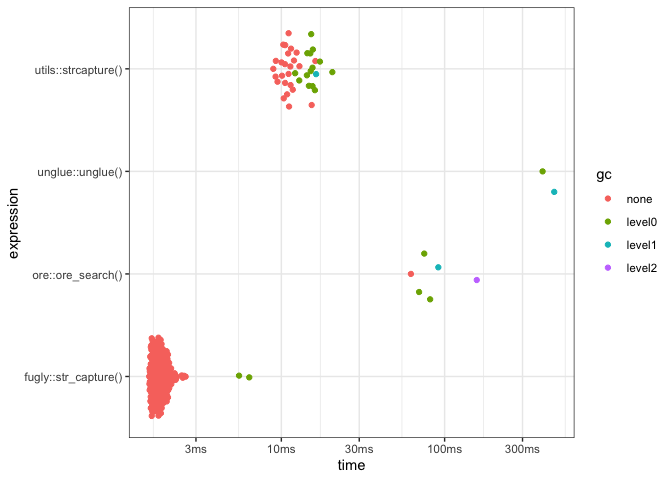 utils::strcapture()
unglue::unglue()
ore::ore_search()
fugly::str_capture()
expression
3ms
10ms
30ms
100ms
300ms
time
gc
none
level0
level1
level2